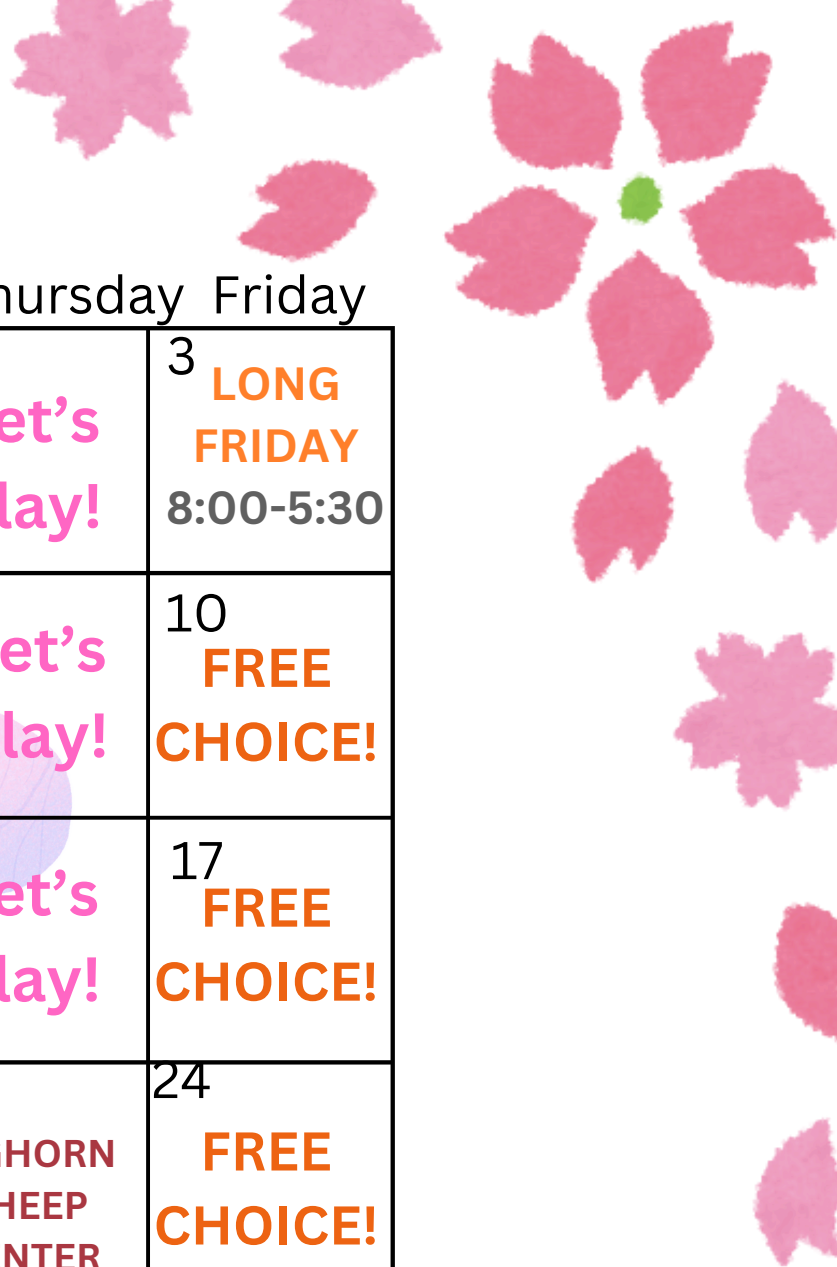 hursday Friday
et's
lay!
3
LONG
FRIDAY
8:00-5:30
et's
lay!
10
FREE
CHOICE!
et's
lay!
17
FREE
CHOICE!
HORN
HEEP
NTER
24
FREE
CHOICE!